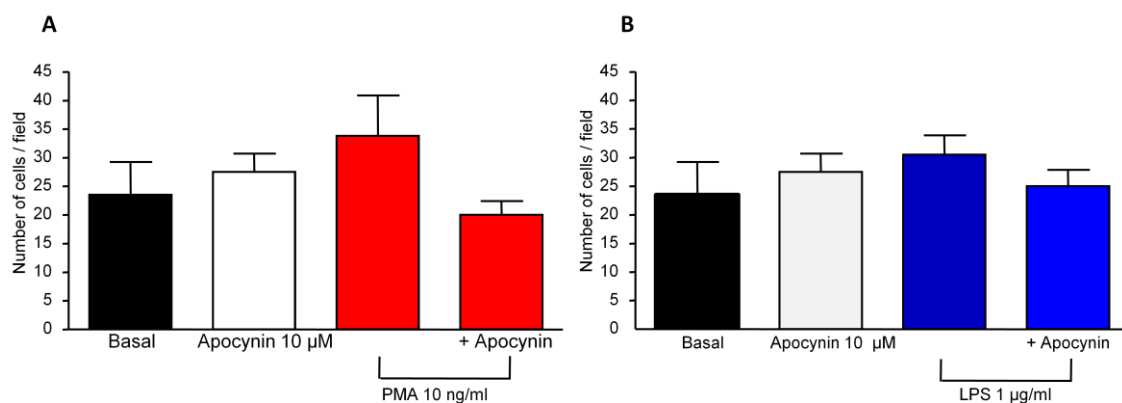 A
Number of cells / field
45
40
35
30
25
20
15
10
5
0
Basal
Apocynin 10 µM
+ Apocynin
PMA 10 ng/ml
B
Number of cells / field
45
40
35
30
25
20
15
10
5
0
Basal
Apocynin 10 µM
+ Apocynin
LPS 1 µg/ml